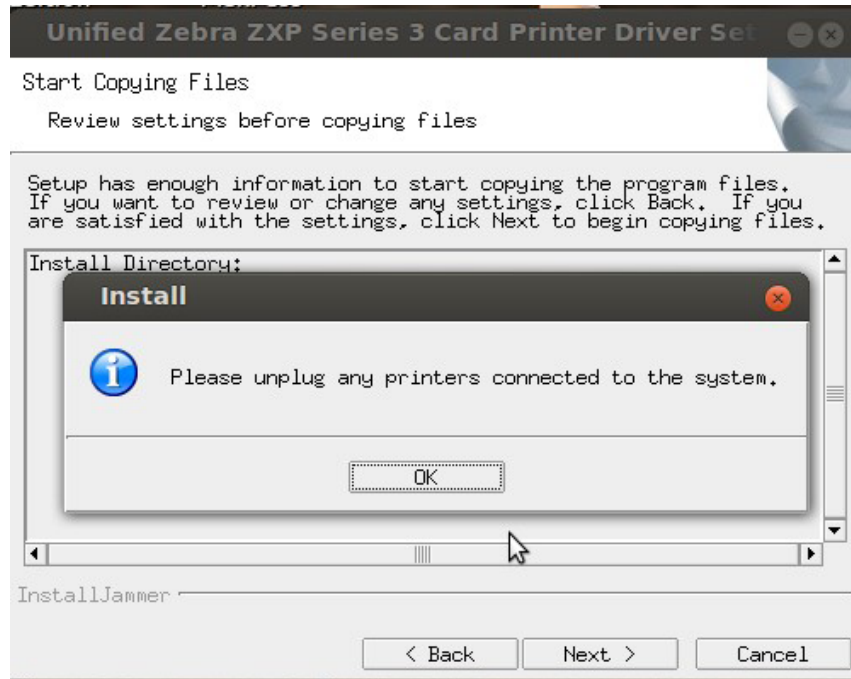 Unified Zebra ZXP Series 3 Card Printer Driver Set
Start Copying Files
Review settings before copying files
Setup has enough information to start copying the program files.
If you want to review or change any settings, click Back. If you
are satisfied with the settings, click Next to begin copying files.
Install Directory:
Install
Please unplug any printers connected to the system.
OK
InstallJammer
< Back Next > Cancel